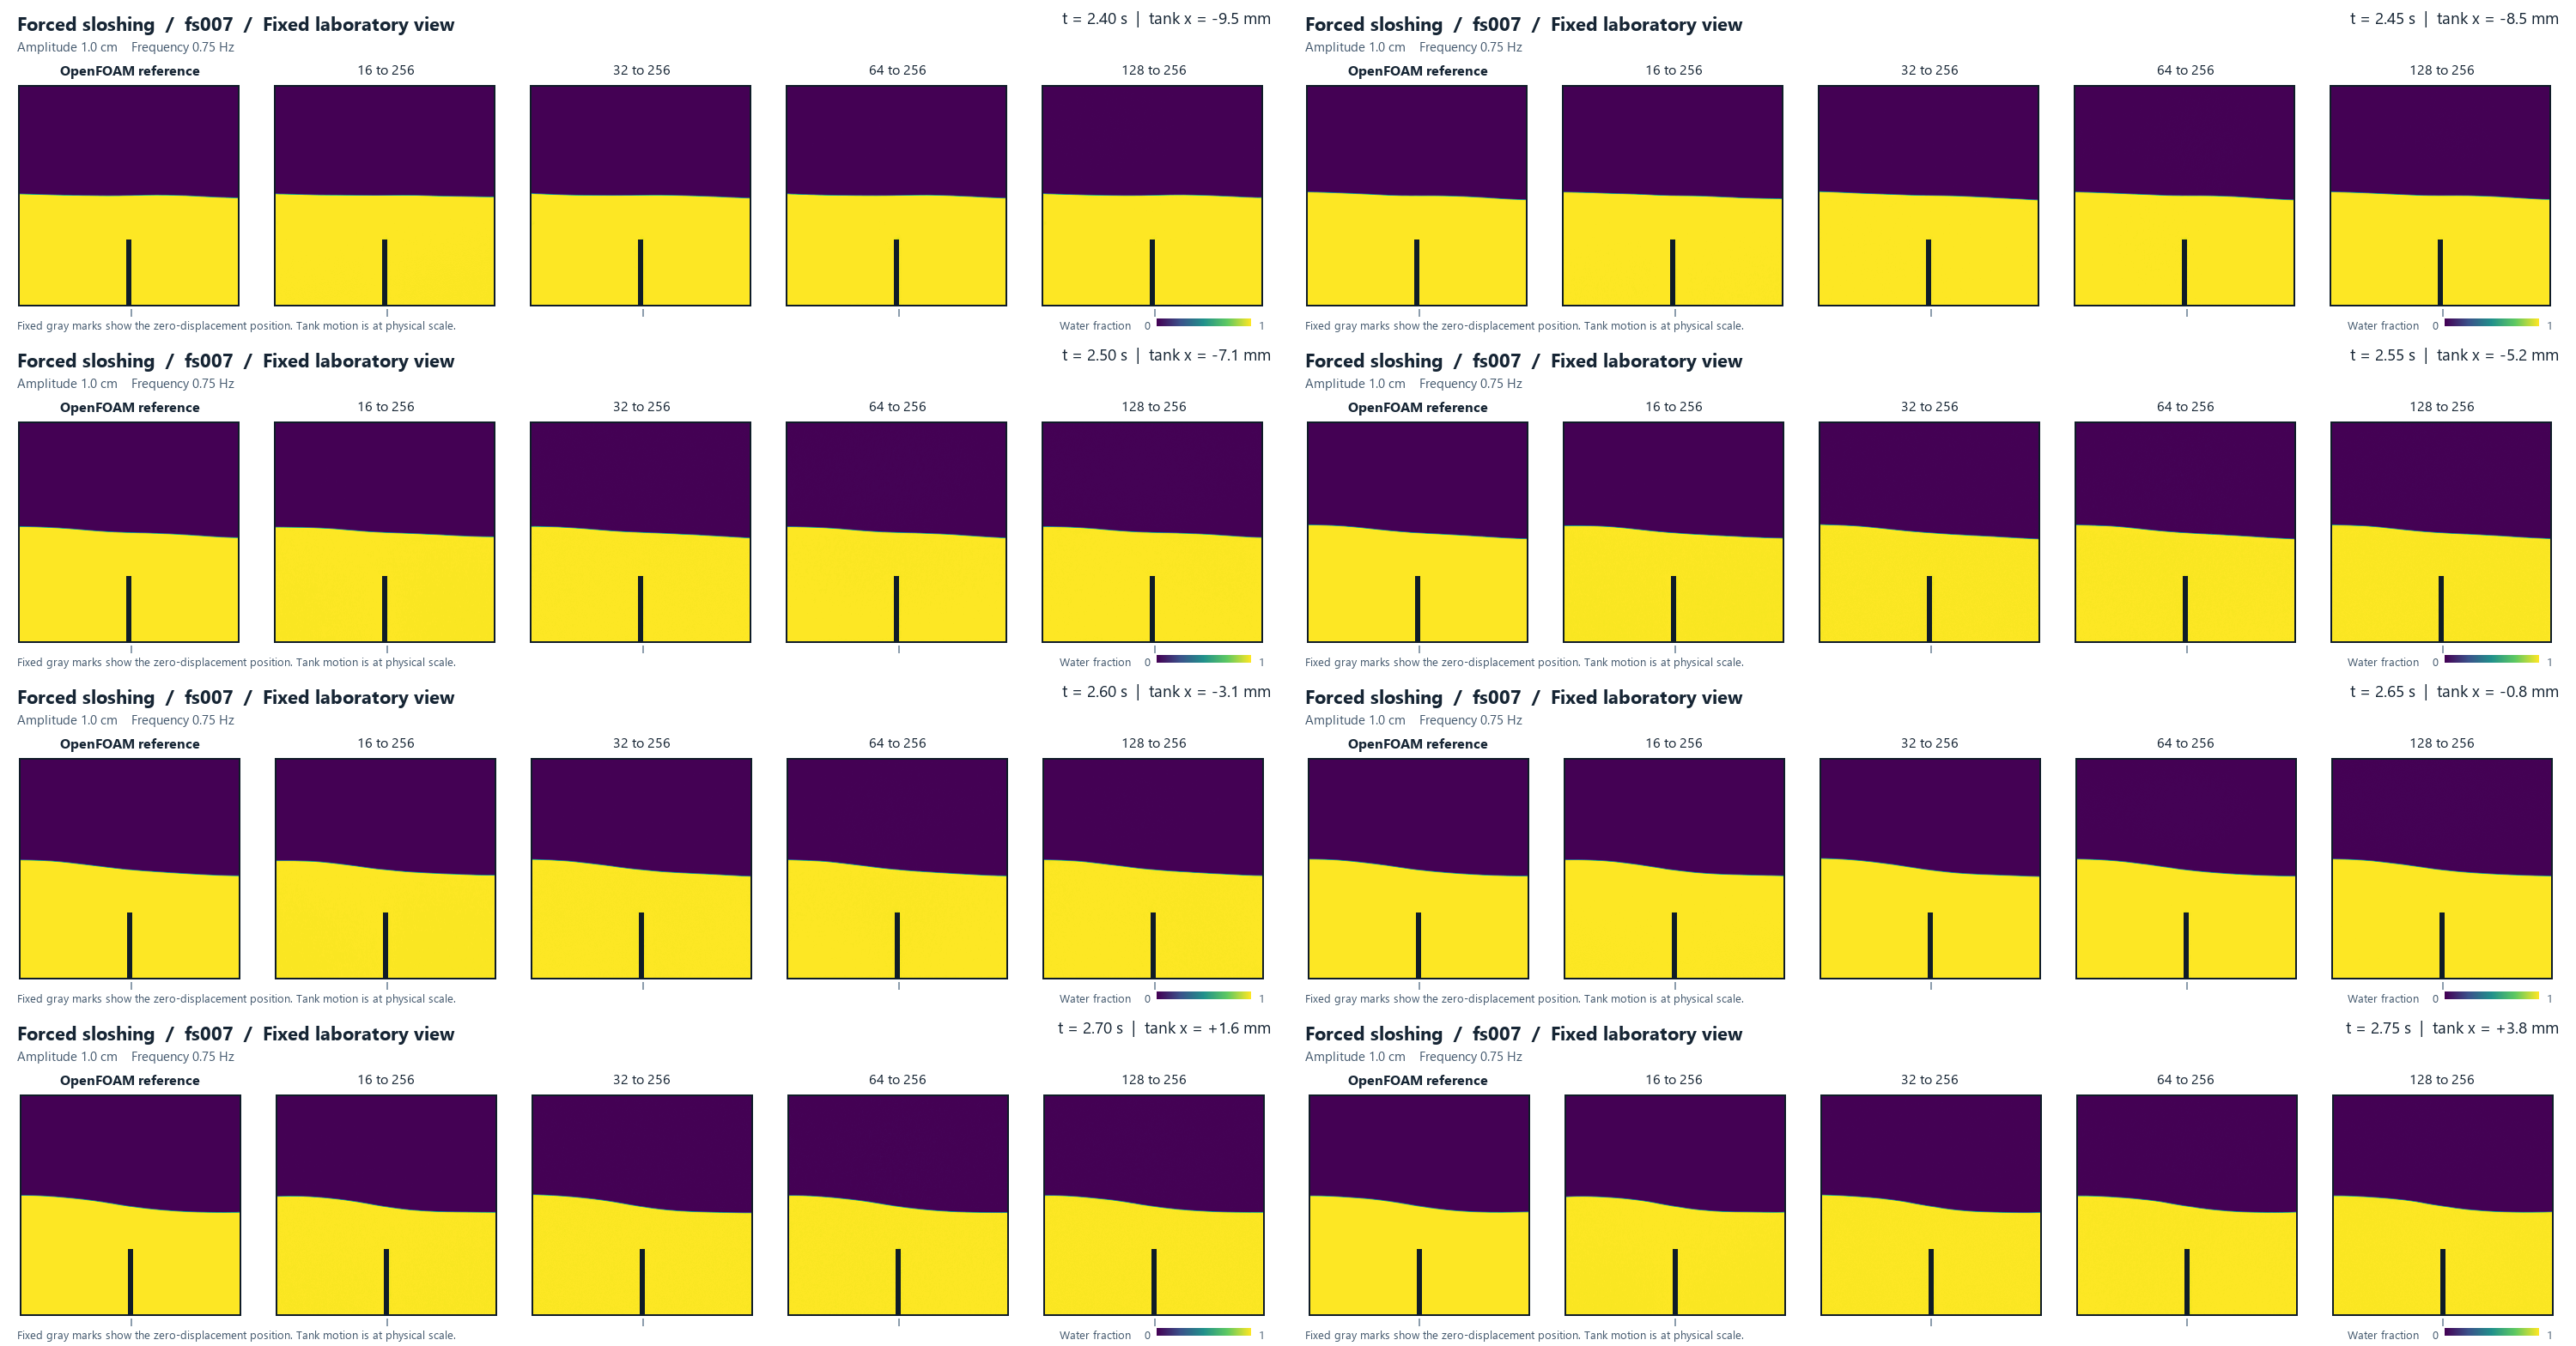 Forced sloshing / fs007 / Fixed laboratory view
t = 2.40 s | tank x = -9.5 mm
Amplitude 1.0 cm Frequency 0.75 Hz
OpenFOAM reference 16 to 256 32 to 256 64 to 256 128 to 256
Fixed gray marks show the zero-displacement position. Tank motion is at physical scale.
Water fraction 0 1
Forced sloshing / fs007 / Fixed laboratory view
t = 2.45 s | tank x = -8.5 mm
Amplitude 1.0 cm Frequency 0.75 Hz
OpenFOAM reference 16 to 256 32 to 256 64 to 256 128 to 256
Fixed gray marks show the zero-displacement position. Tank motion is at physical scale.
Water fraction 0 1
Forced sloshing / fs007 / Fixed laboratory view
t = 2.50 s | tank x = -7.1 mm
Amplitude 1.0 cm Frequency 0.75 Hz
OpenFOAM reference 16 to 256 32 to 256 64 to 256 128 to 256
Fixed gray marks show the zero-displacement position. Tank motion is at physical scale.
Water fraction 0 1
Forced sloshing / fs007 / Fixed laboratory view
t = 2.55 s | tank x = -5.2 mm
Amplitude 1.0 cm Frequency 0.75 Hz
OpenFOAM reference 16 to 256 32 to 256 64 to 256 128 to 256
Fixed gray marks show the zero-displacement position. Tank motion is at physical scale.
Water fraction 0 1
Forced sloshing / fs007 / Fixed laboratory view
t = 2.60 s | tank x = -3.1 mm
Amplitude 1.0 cm Frequency 0.75 Hz
OpenFOAM reference 16 to 256 32 to 256 64 to 256 128 to 256
Fixed gray marks show the zero-displacement position. Tank motion is at physical scale.
Water fraction 0 1
Forced sloshing / fs007 / Fixed laboratory view
t = 2.65 s | tank x = -0.8 mm
Amplitude 1.0 cm Frequency 0.75 Hz
OpenFOAM reference 16 to 256 32 to 256 64 to 256 128 to 256
Fixed gray marks show the zero-displacement position. Tank motion is at physical scale.
Water fraction 0 1
Forced sloshing / fs007 / Fixed laboratory view
t = 2.70 s | tank x = +1.6 mm
Amplitude 1.0 cm Frequency 0.75 Hz
OpenFOAM reference 16 to 256 32 to 256 64 to 256 128 to 256
Fixed gray marks show the zero-displacement position. Tank motion is at physical scale.
Water fraction 0 1
Forced sloshing / fs007 / Fixed laboratory view
t = 2.75 s | tank x = +3.8 mm
Amplitude 1.0 cm Frequency 0.75 Hz
OpenFOAM reference 16 to 256 32 to 256 64 to 256 128 to 256
Fixed gray marks show the zero-displacement position. Tank motion is at physical scale.
Water fraction 0 1